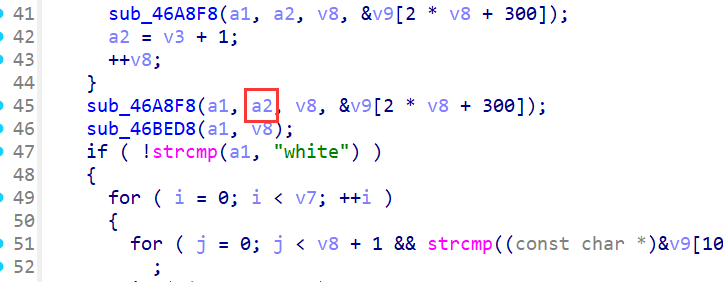 41 sub_46A8F8(a1, a2, v8, &v9[2 * v8 + 300]);
42 a2 = v3 + 1;
43 ++v8;
44 }
45 sub_46A8F8(a1, a2, v8, &v9[2 * v8 + 300]);
46 sub_46BED8(a1, v8);
47 if ( !strcmp(a1, "white") )
48 {
49 for ( i = 0; i < v7; ++i )
50 {
51 for ( j = 0; j < v8 + 1 && strcmp((const char *)&v9[10
52 ;